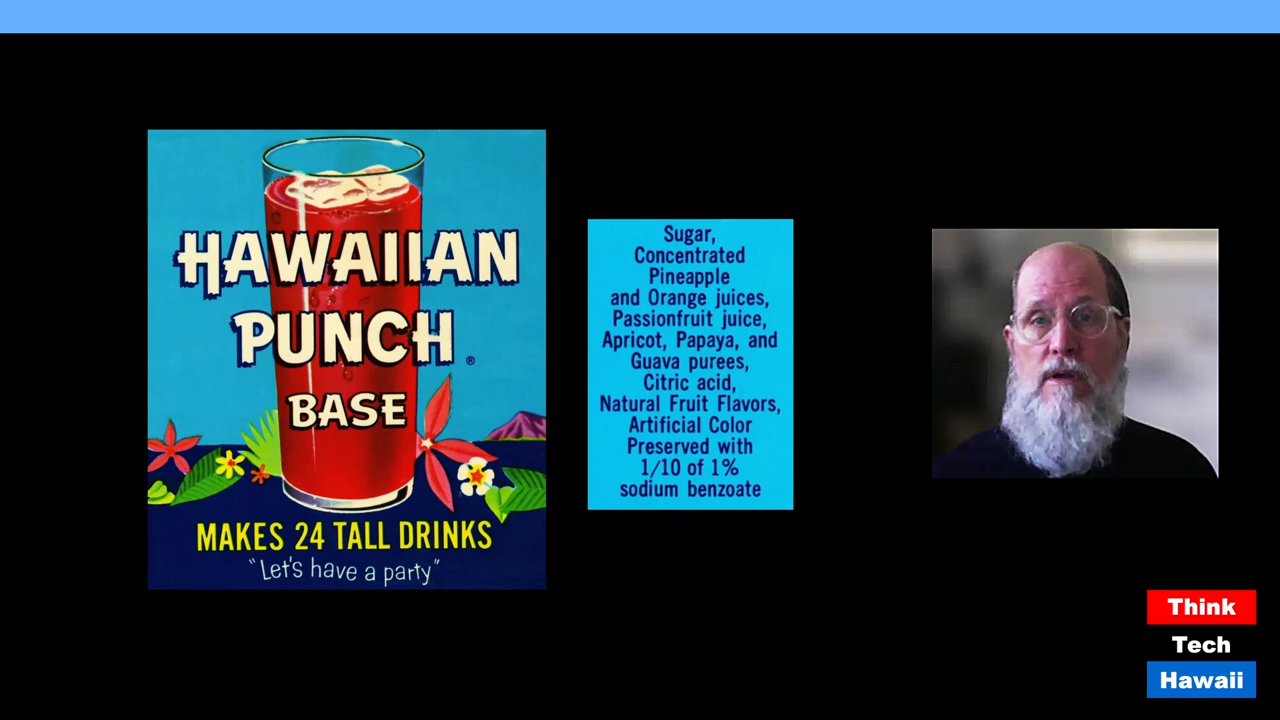 HAWAIIAN
PUNCH ®
BASE
MAKES 24 TALL DRINKS
"Let's have a party"
Sugar,
Concentrated
Pineapple
and Orange juices,
Passionfruit juice,
Apricot, Papaya, and
Guava purees,
Citric acid,
Natural Fruit Flavors,
Artificial Color
Preserved with
1/10 of 1%
sodium benzoate
Think
Tech
Hawaii